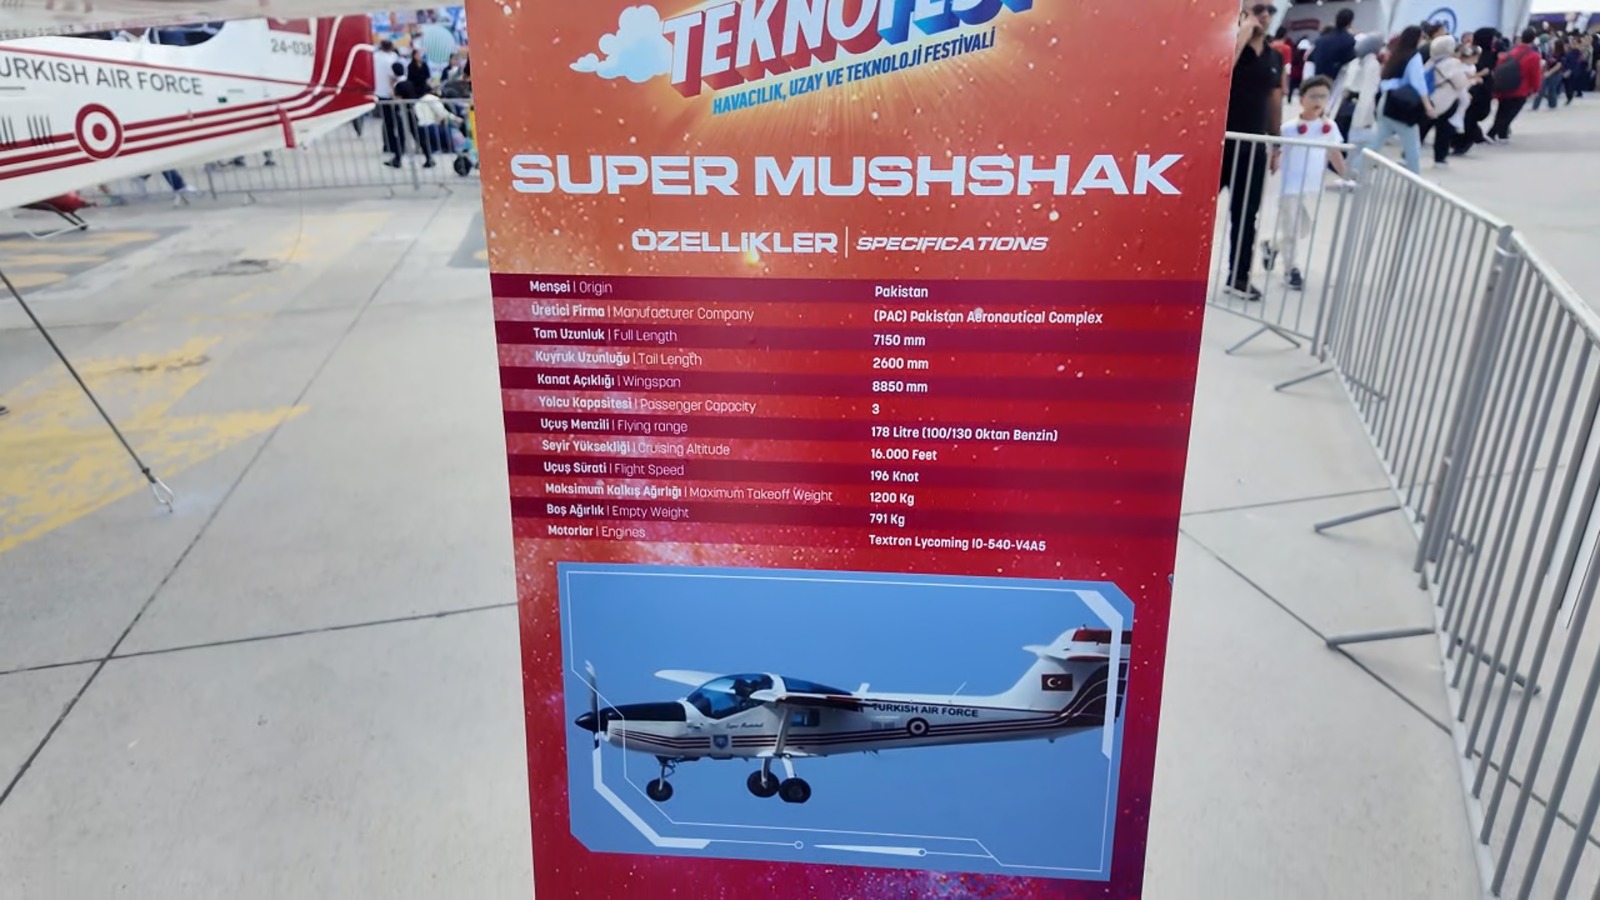 TEKNOFEST
HAVACILIK, UZAY VE TEKNOLOJİ FESTİVALİ
24-038
TURKISH AIR FORCE
SUPER MUSHSHAK
ÖZELLİKLER | SPECIFICATIONS
Menşei | Origin Pakistan
Üretici Firma | Manufacturer Company (PAC) Pakistan Aeronautical Complex
Tam Uzunluk | Full Length 7150 mm
Kuyruk Uzunluğu | Tail Length 2600 mm
Kanat Açıklığı | Wingspan 8850 mm
Yolcu Kapasitesi | Passenger Capacity 3
Uçuş Menzili | Flying range 178 Litre (100/130 Oktan Benzin)
Seyir Yüksekliği | Cruising Altitude 16.000 Feet
Uçuş Sürati | Flight Speed 196 Knot
Maksimum Kalkış Ağırlığı | Maximum Takeoff Weight 1200 Kg
Boş Ağırlık | Empty Weight 791 Kg
Motorlar | Engines Textron Lycoming IO-540-V4A5
TURKISH AIR FORCE
Super Mushshak